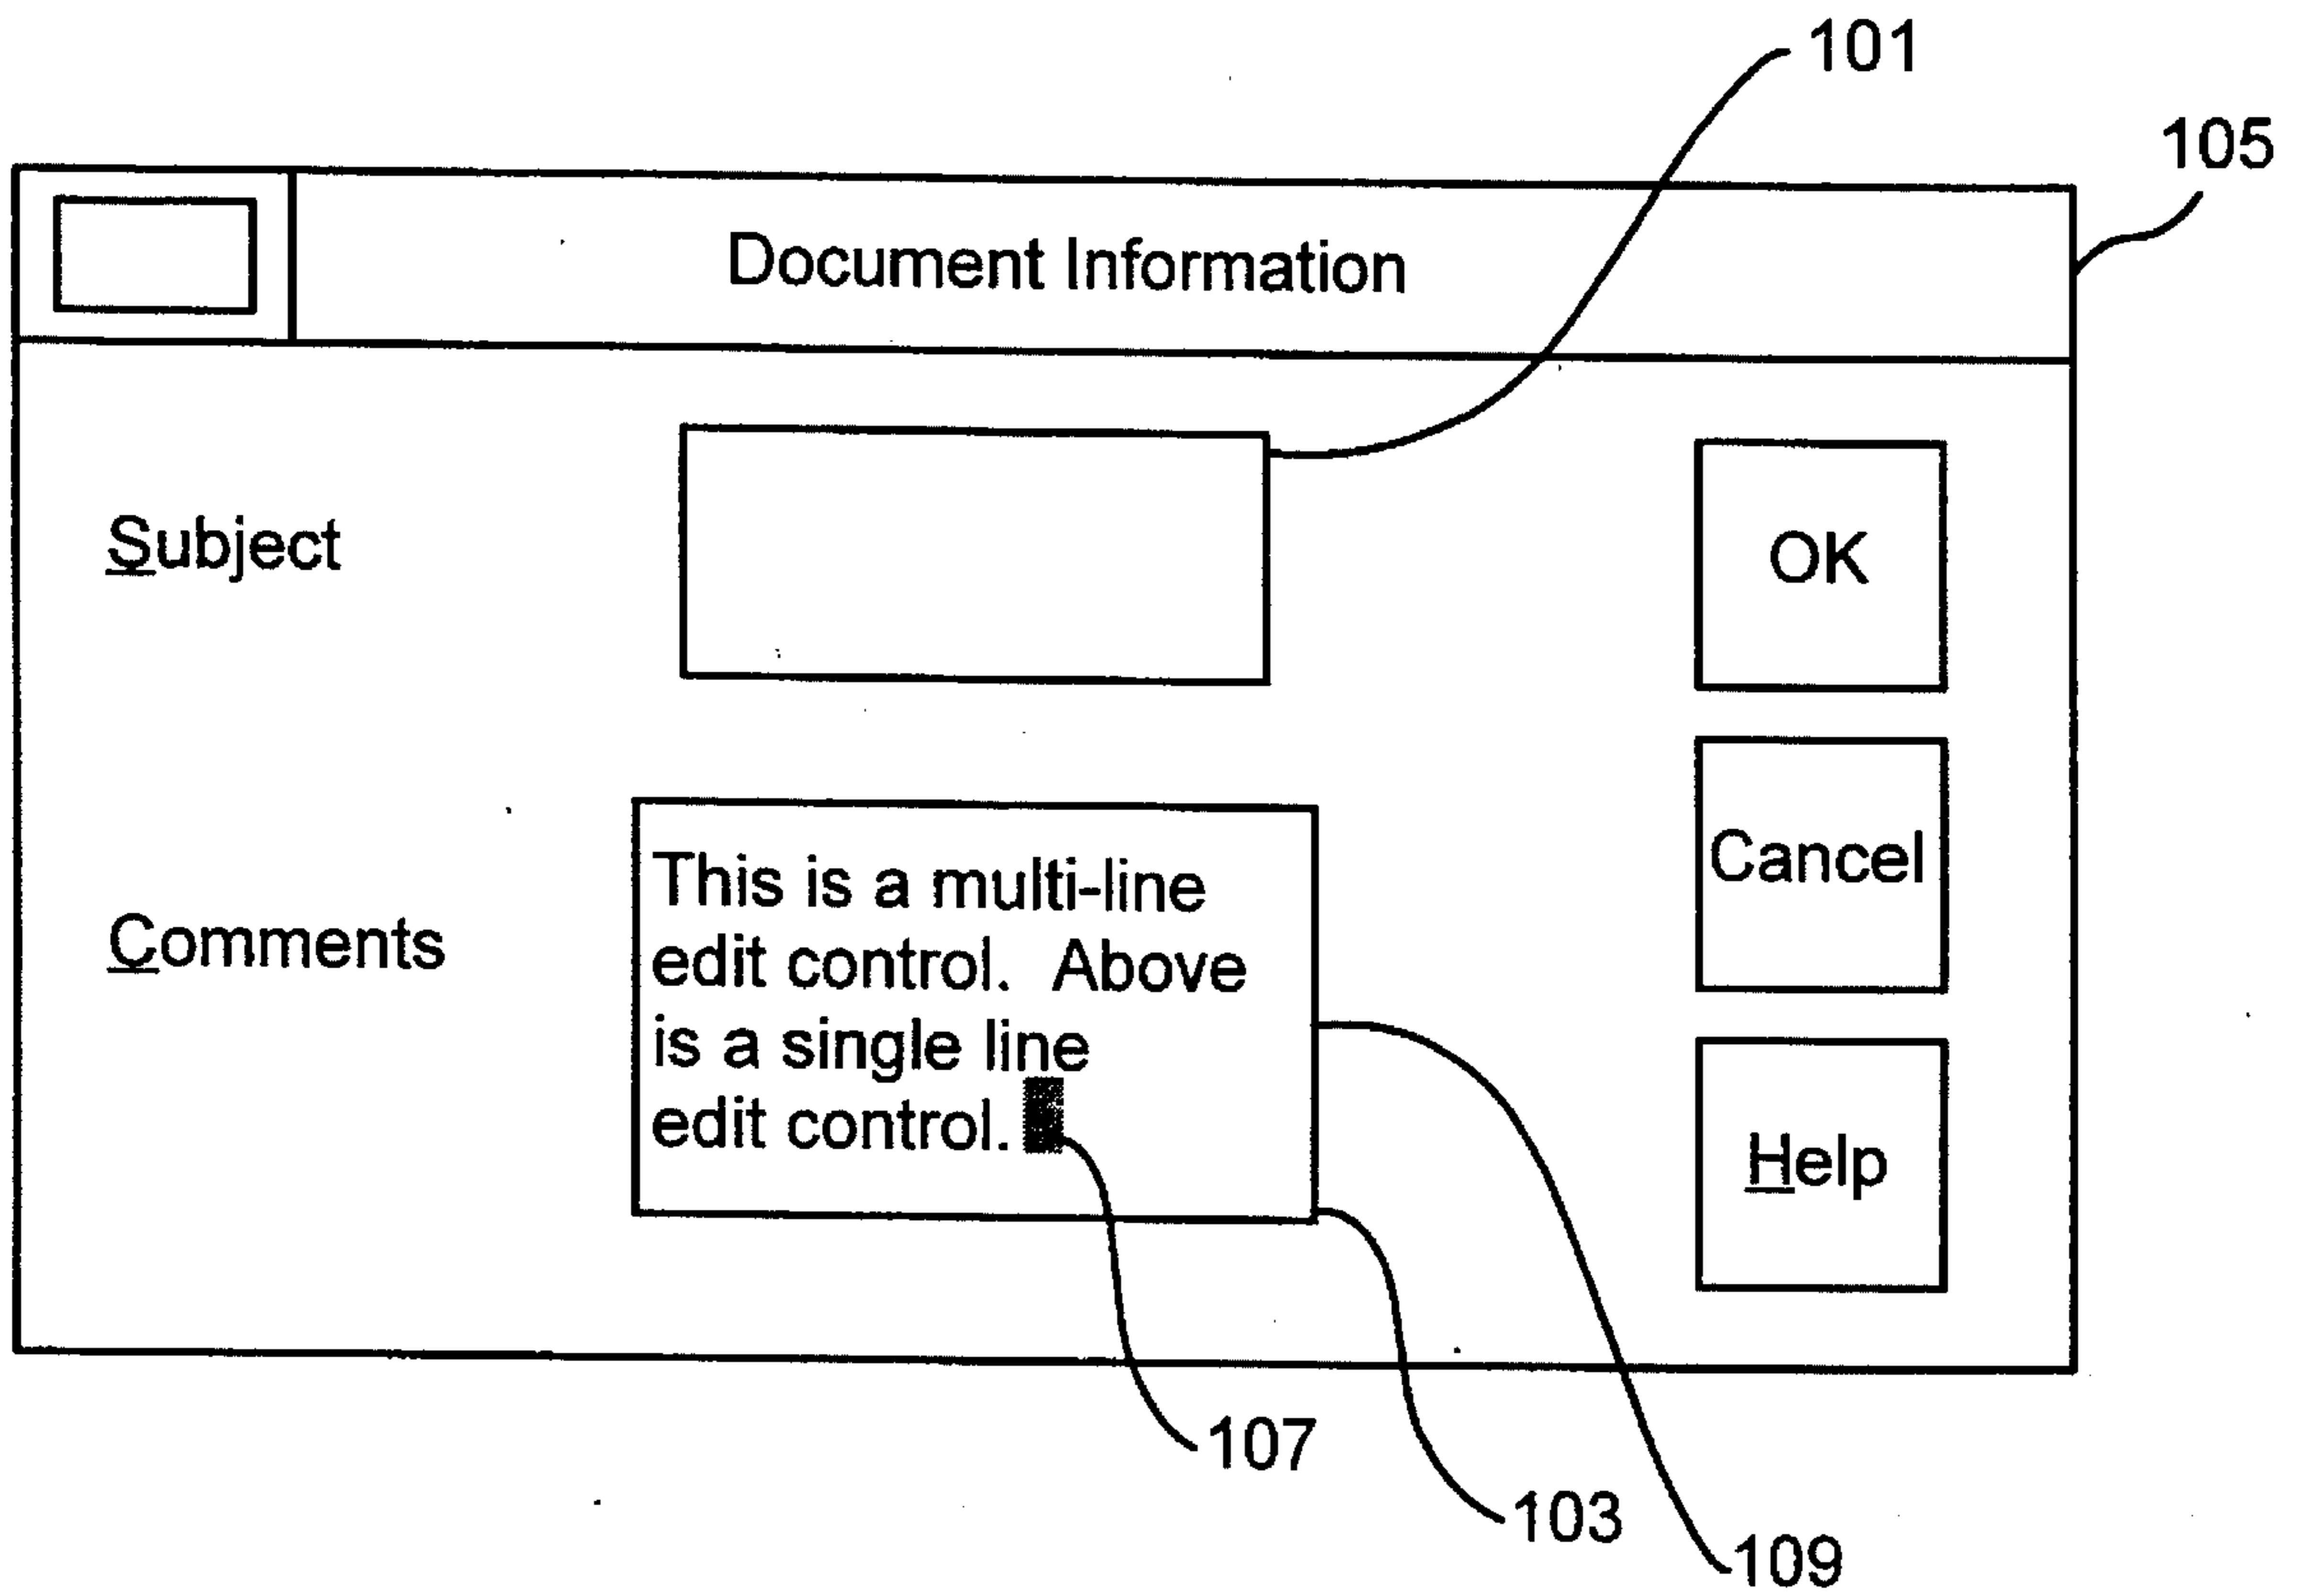 101
105
Document Information
Subject
OK
Cancel
Comments
This is a multi-line
edit control.  Above
is a single line
edit control.
Help
107
103
109